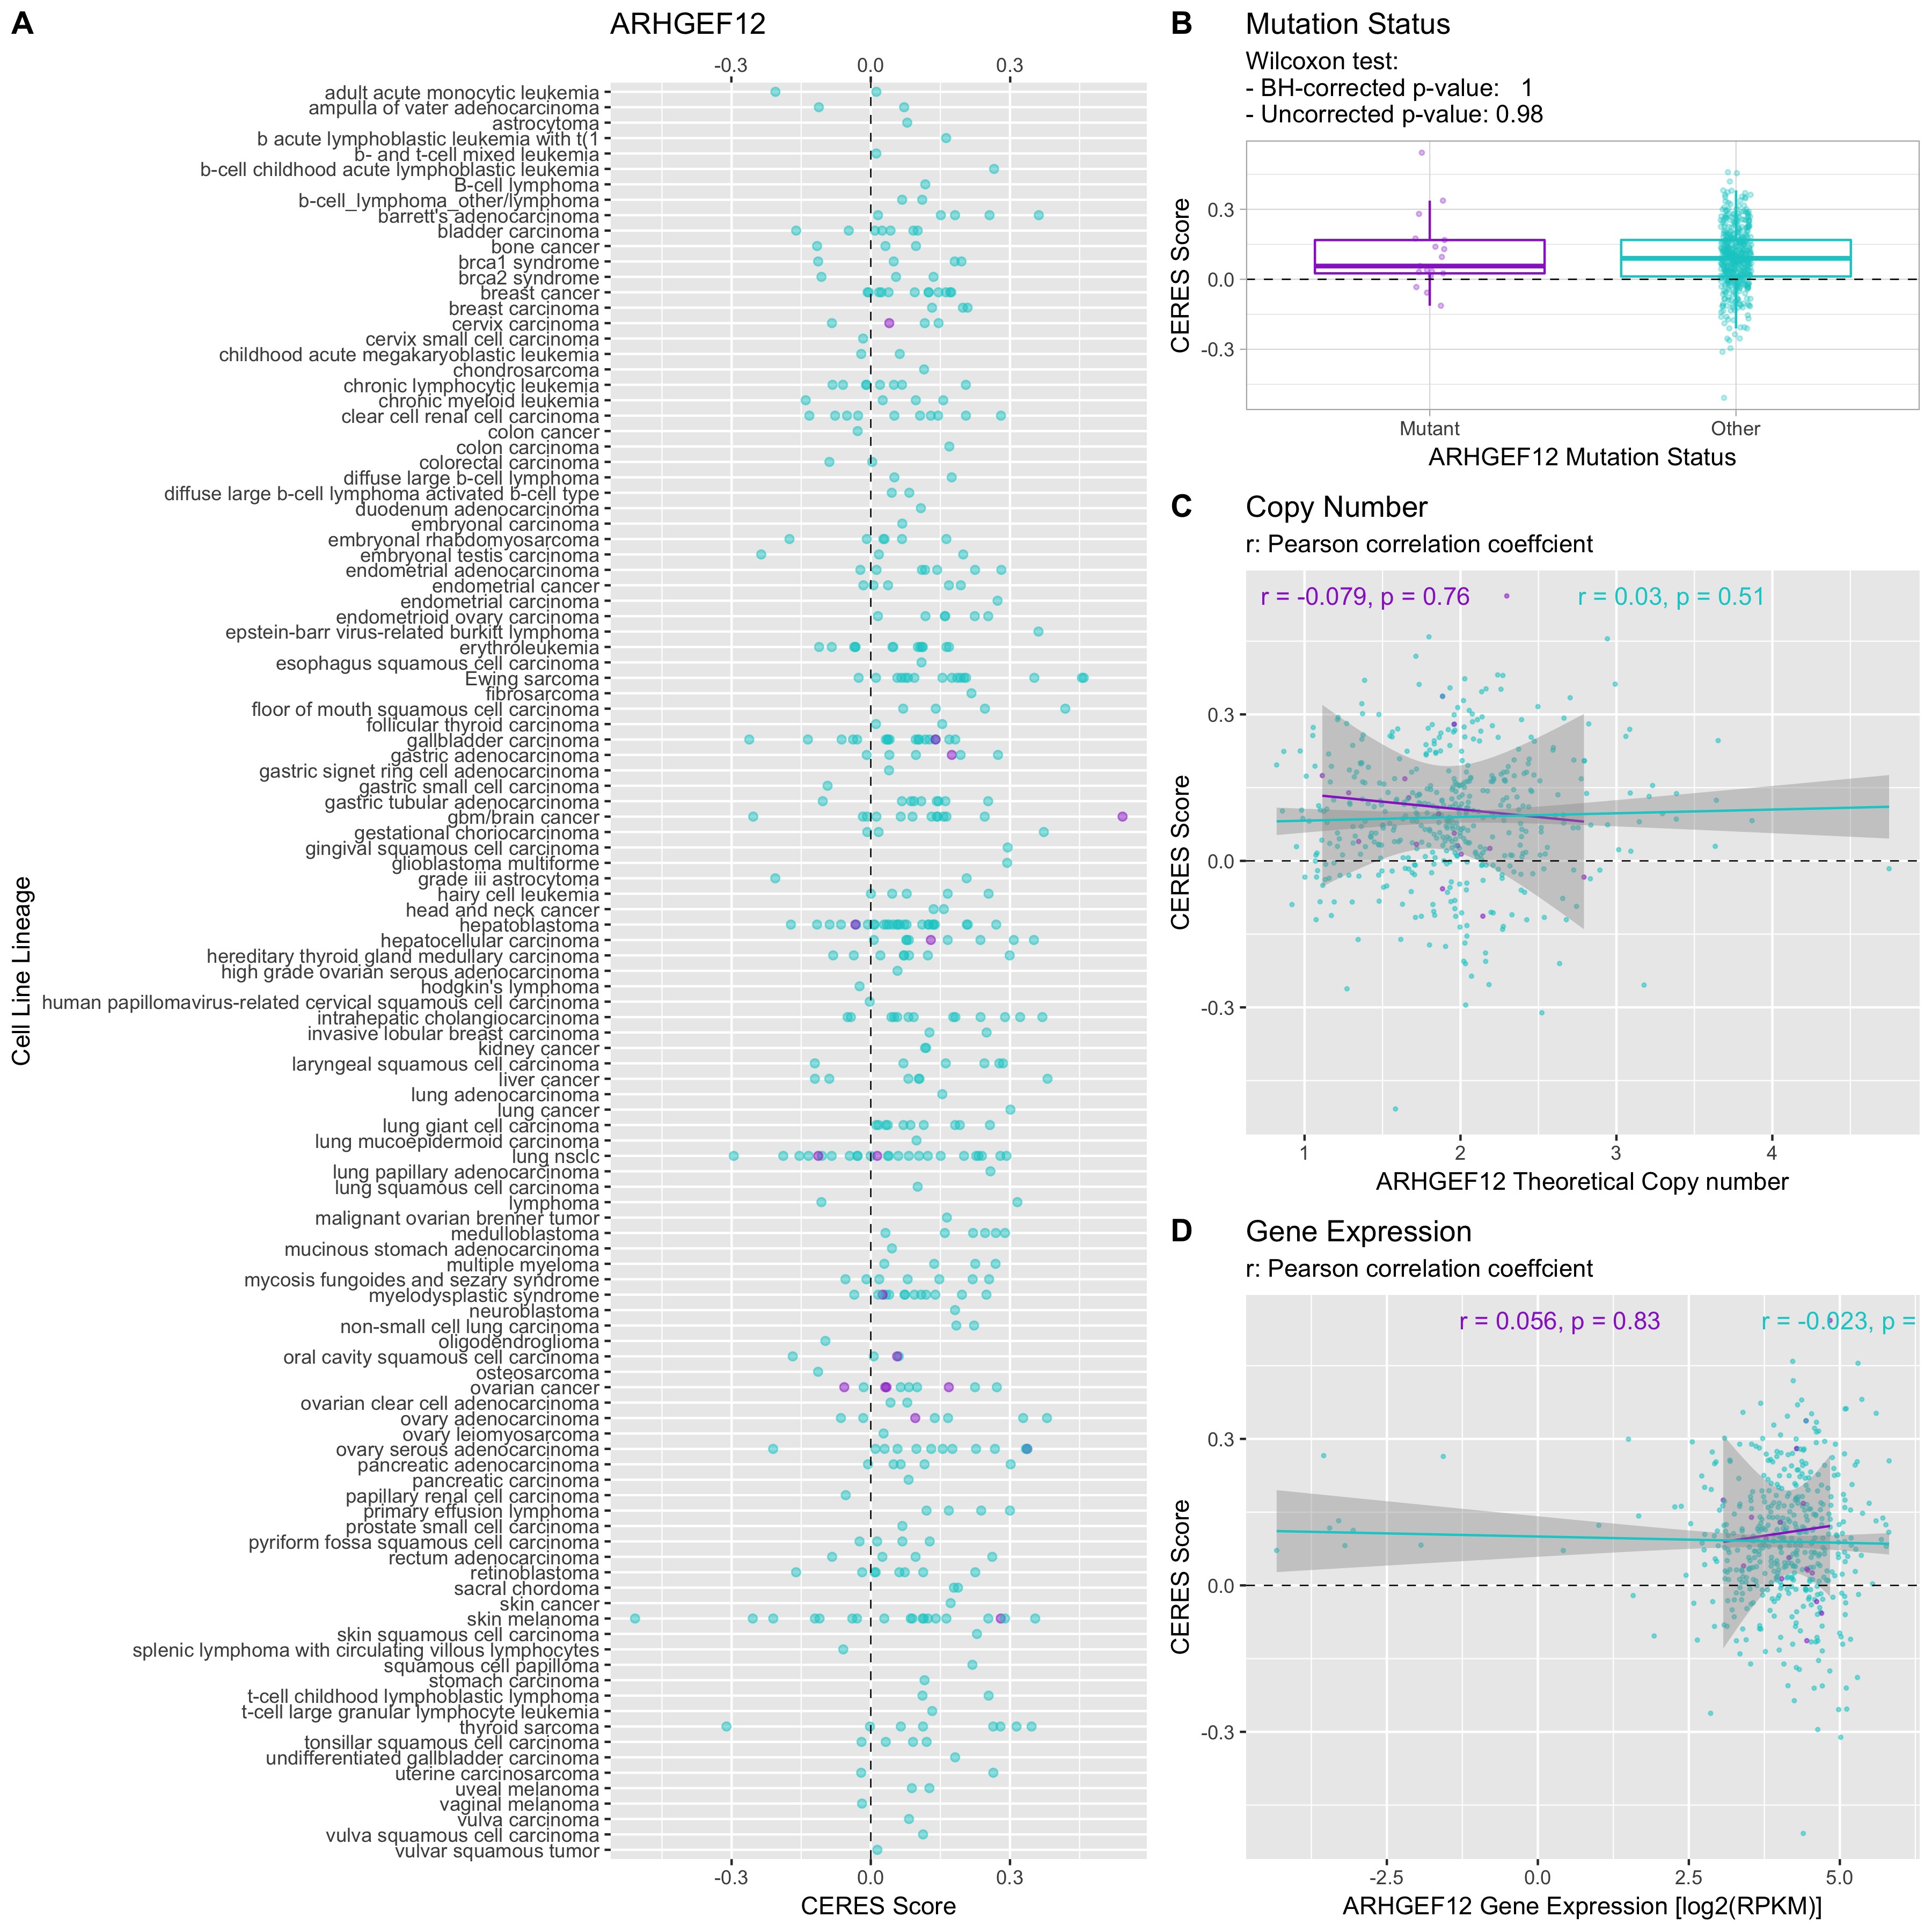 A
ARHGEF12
-0.3 0.0 0.3
Cell Line Lineage
adult acute monocytic leukemia
ampulla of vater adenocarcinoma
astrocytoma
b acute lymphoblastic leukemia with t(1
b- and t-cell mixed leukemia
b-cell childhood acute lymphoblastic leukemia
B-cell lymphoma
b-cell_lymphoma_other/lymphoma
barrett's adenocarcinoma
bladder carcinoma
bone cancer
brca1 syndrome
brca2 syndrome
breast cancer
breast carcinoma
cervix carcinoma
cervix small cell carcinoma
childhood acute megakaryoblastic leukemia
chondrosarcoma
chronic lymphocytic leukemia
chronic myeloid leukemia
clear cell renal cell carcinoma
colon cancer
colon carcinoma
colorectal carcinoma
diffuse large b-cell lymphoma
diffuse large b-cell lymphoma activated b-cell type
duodenum adenocarcinoma
embryonal carcinoma
embryonal rhabdomyosarcoma
embryonal testis carcinoma
endometrial adenocarcinoma
endometrial cancer
endometrial carcinoma
endometrioid ovary carcinoma
epstein-barr virus-related burkitt lymphoma
erythroleukemia
esophagus squamous cell carcinoma
Ewing sarcoma
fibrosarcoma
floor of mouth squamous cell carcinoma
follicular thyroid carcinoma
gallbladder carcinoma
gastric adenocarcinoma
gastric signet ring cell adenocarcinoma
gastric small cell carcinoma
gastric tubular adenocarcinoma
gbm/brain cancer
gestational choriocarcinoma
gingival squamous cell carcinoma
glioblastoma multiforme
grade iii astrocytoma
hairy cell leukemia
head and neck cancer
hepatoblastoma
hepatocellular carcinoma
hereditary thyroid gland medullary carcinoma
high grade ovarian serous adenocarcinoma
hodgkin's lymphoma
human papillomavirus-related cervical squamous cell carcinoma
intrahepatic cholangiocarcinoma
invasive lobular breast carcinoma
kidney cancer
laryngeal squamous cell carcinoma
liver cancer
lung adenocarcinoma
lung cancer
lung giant cell carcinoma
lung mucoepidermoid carcinoma
lung nsclc
lung papillary adenocarcinoma
lung squamous cell carcinoma
lymphoma
malignant ovarian brenner tumor
medulloblastoma
mucinous stomach adenocarcinoma
multiple myeloma
mycosis fungoides and sezary syndrome
myelodysplastic syndrome
neuroblastoma
non-small cell lung carcinoma
oligodendroglioma
oral cavity squamous cell carcinoma
osteosarcoma
ovarian cancer
ovarian clear cell adenocarcinoma
ovary adenocarcinoma
ovary leiomyosarcoma
ovary serous adenocarcinoma
pancreatic adenocarcinoma
pancreatic carcinoma
papillary renal cell carcinoma
primary effusion lymphoma
prostate small cell carcinoma
pyriform fossa squamous cell carcinoma
rectum adenocarcinoma
retinoblastoma
sacral chordoma
skin cancer
skin melanoma
skin squamous cell carcinoma
splenic lymphoma with circulating villous lymphocytes
squamous cell papilloma
stomach carcinoma
t-cell childhood lymphoblastic lymphoma
t-cell large granular lymphocyte leukemia
thyroid sarcoma
tonsillar squamous cell carcinoma
undifferentiated gallbladder carcinoma
uterine carcinosarcoma
uveal melanoma
vaginal melanoma
vulva carcinoma
vulva squamous cell carcinoma
vulvar squamous tumor
-0.3 0.0 0.3
CERES Score
B
Mutation Status
Wilcoxon test:
- BH-corrected p-value: 1
- Uncorrected p-value: 0.98
CERES Score
0.3
0.0
-0.3
Mutant Other
ARHGEF12 Mutation Status
C
Copy Number
r: Pearson correlation coeffcient
r = -0.079, p = 0.76 r = 0.03, p = 0.51
CERES Score
0.3
0.0
-0.3
1 2 3 4
ARHGEF12 Theoretical Copy number
D
Gene Expression
r: Pearson correlation coeffcient
r = 0.056, p = 0.83 r = -0.023, p =
CERES Score
0.3
0.0
-0.3
-2.5 0.0 2.5 5.0
ARHGEF12 Gene Expression [log2(RPKM)]